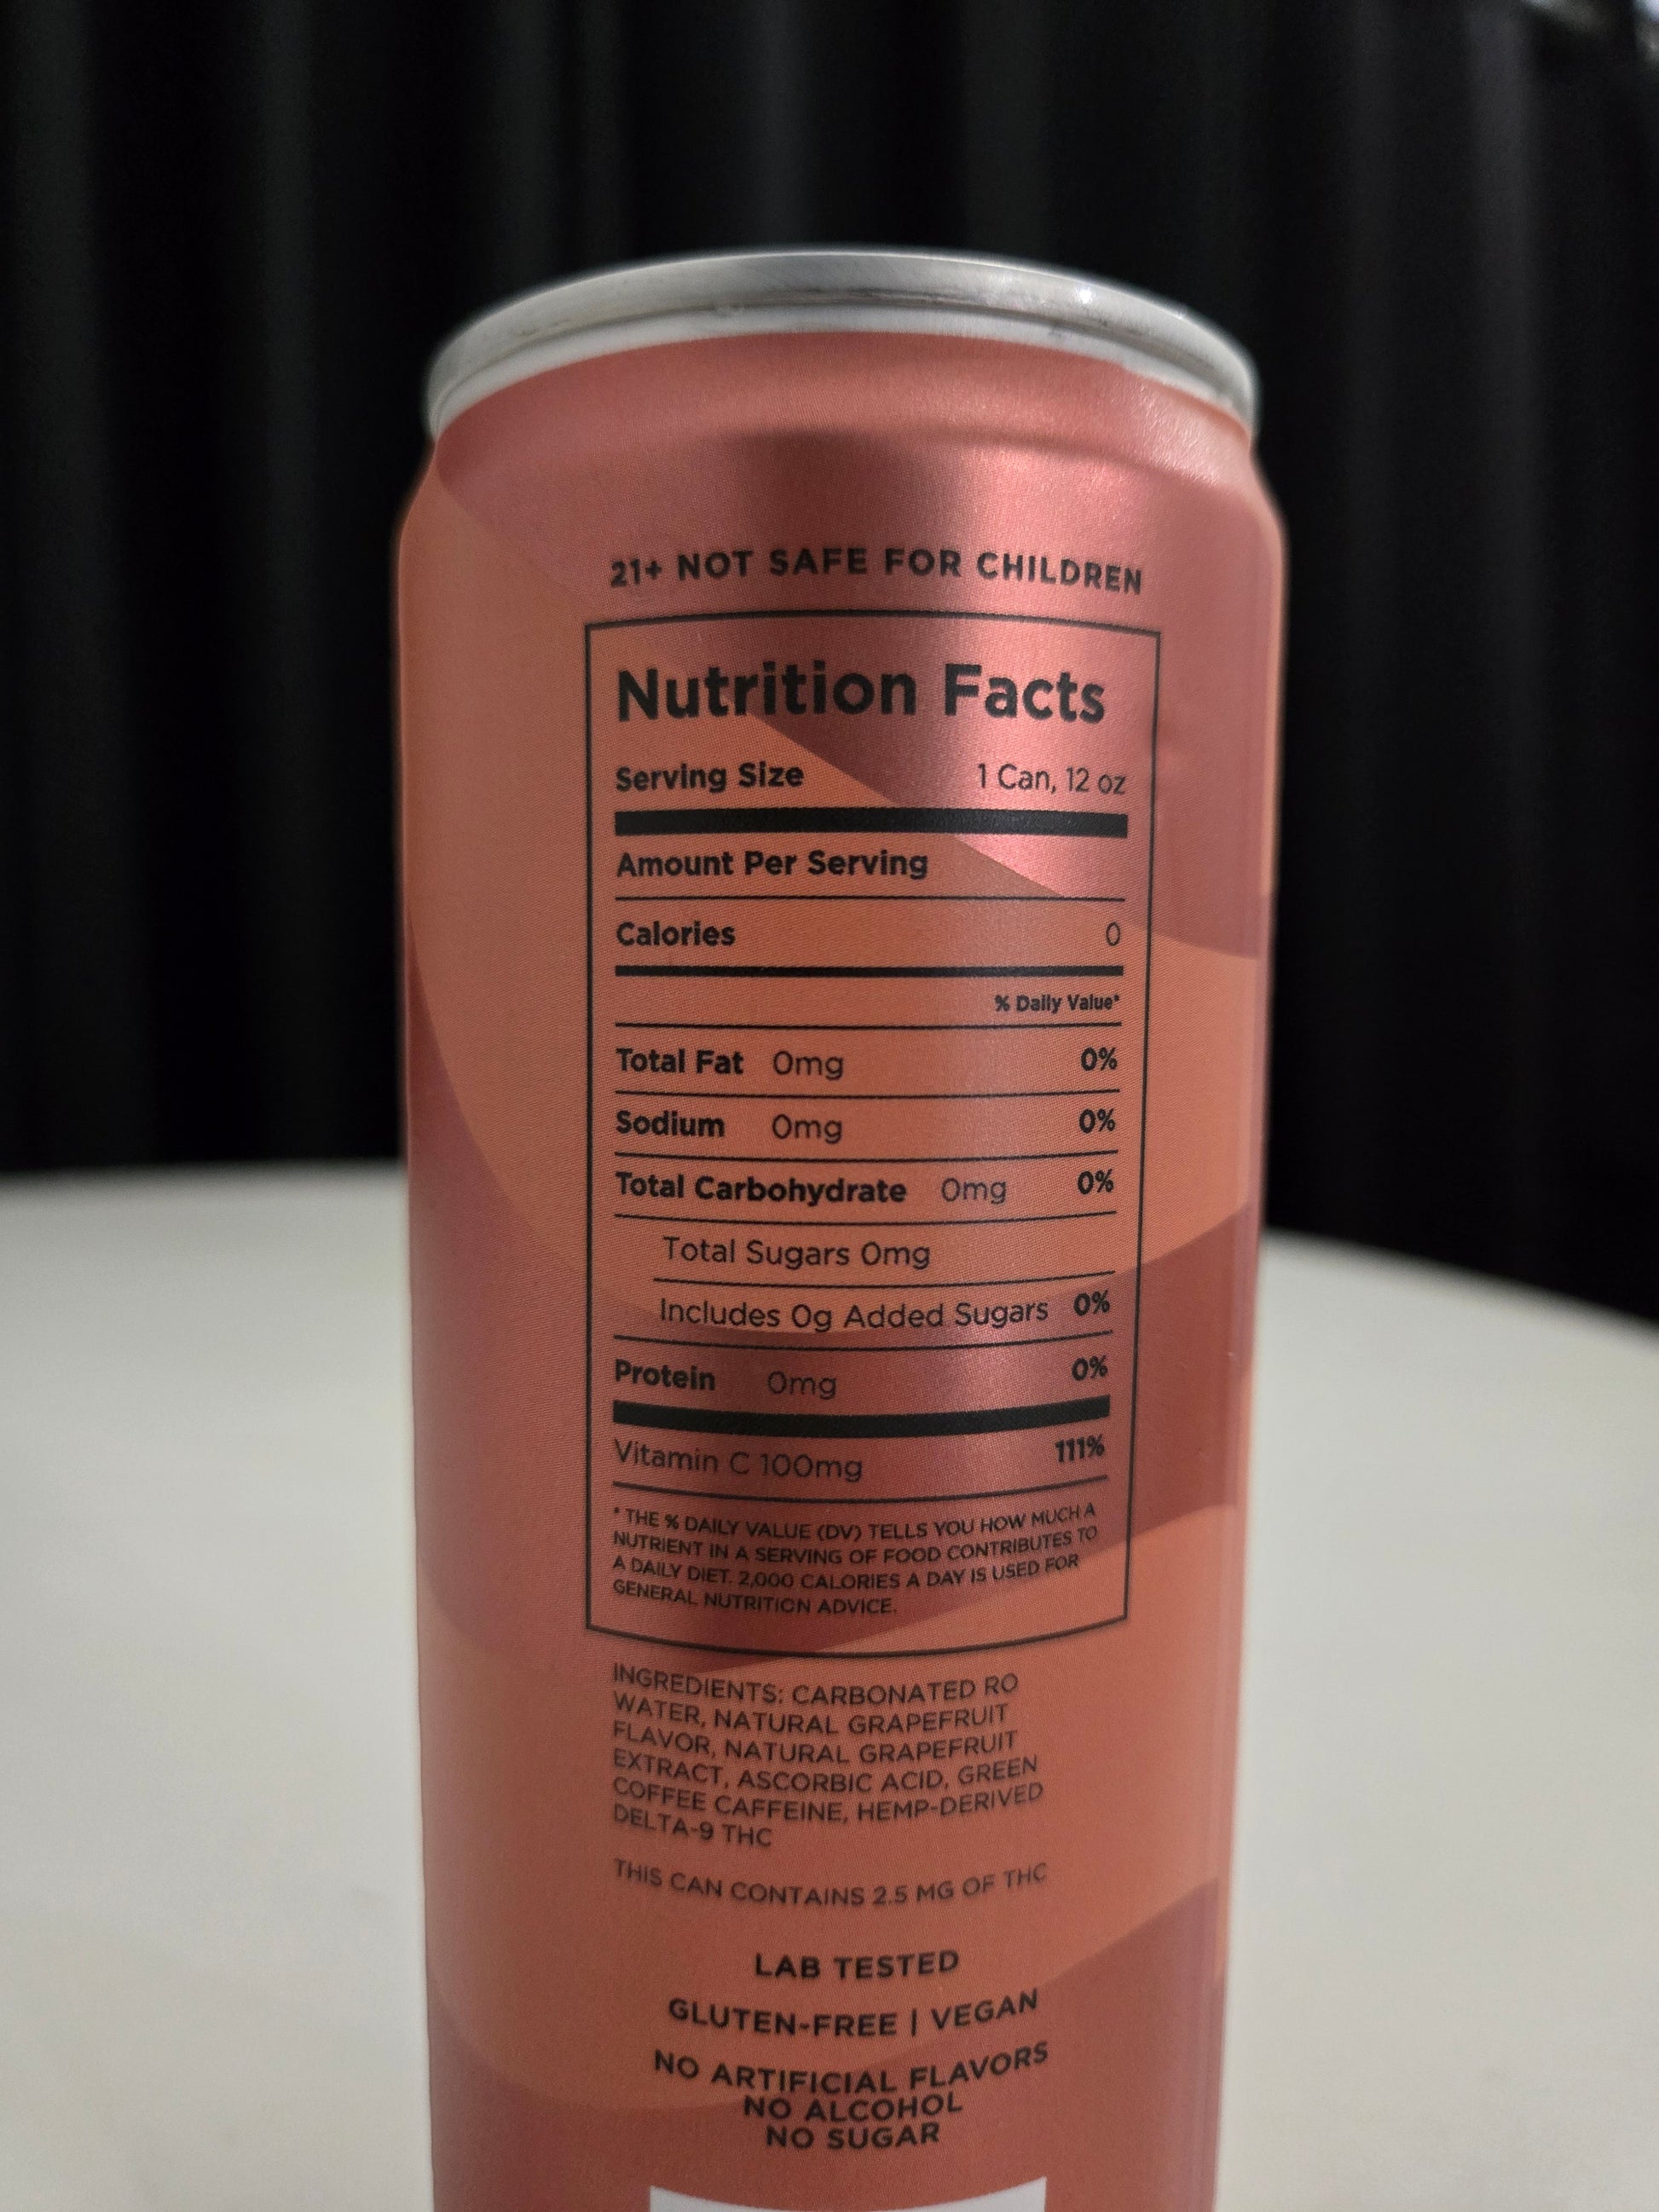 21+ NOT SAFE FOR CHILDREN
Nutrition Facts
Serving Size 1 Can, 12 oz
Amount Per Serving
Calories 0
% Daily Value*
Total Fat 0mg 0%
Sodium 0mg 0%
Total Carbohydrate 0mg 0%
Total Sugars 0mg
Includes 0g Added Sugars 0%
Protein 0mg 0%
Vitamin C 100mg 111%
* THE % DAILY VALUE (DV) TELLS YOU HOW MUCH A
NUTRIENT IN A SERVING OF FOOD CONTRIBUTES TO
A DAILY DIET. 2,000 CALORIES A DAY IS USED FOR
GENERAL NUTRITION ADVICE.
INGREDIENTS: CARBONATED RO
WATER, NATURAL GRAPEFRUIT
FLAVOR, NATURAL GRAPEFRUIT
EXTRACT, ASCORBIC ACID, GREEN
COFFEE CAFFEINE, HEMP-DERIVED
DELTA-9 THC
THIS CAN CONTAINS 2.5 MG OF THC
LAB TESTED
GLUTEN-FREE | VEGAN
NO ARTIFICIAL FLAVORS
NO ALCOHOL
NO SUGAR